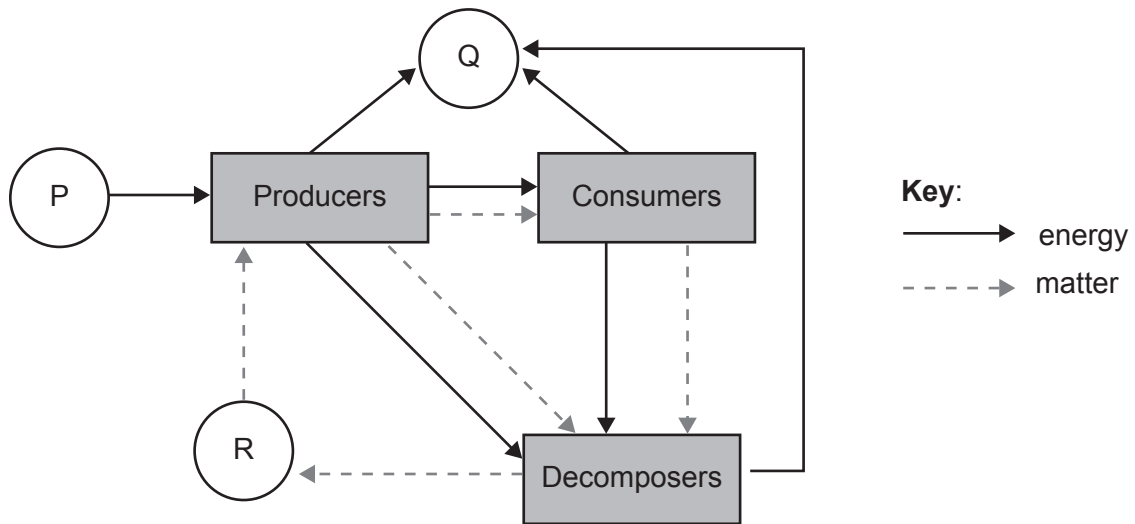 Q
P
Producers
Consumers
Key:
energy
matter
R
Decomposers